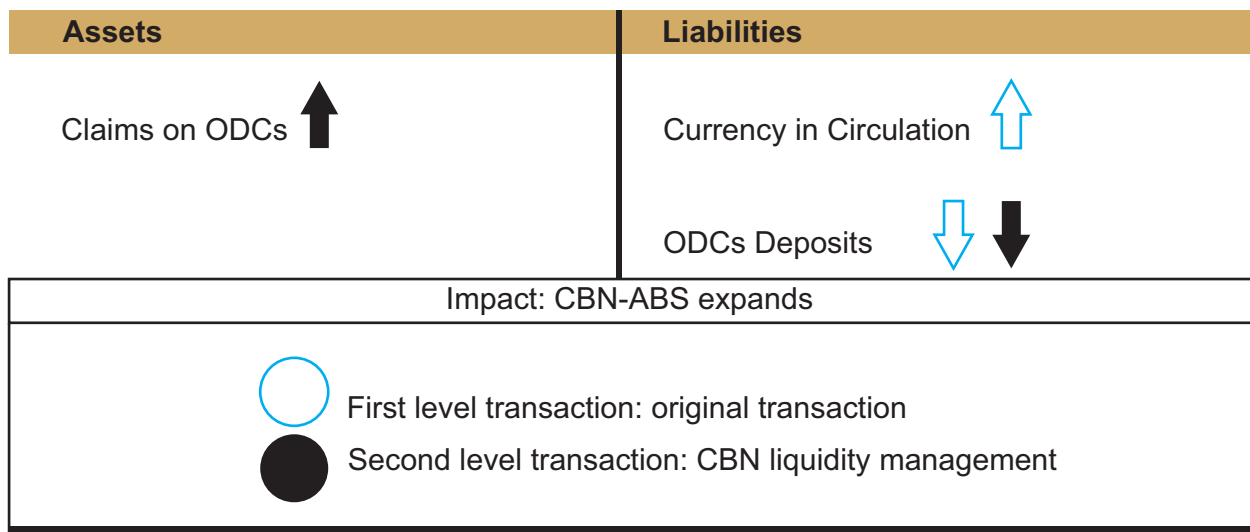 Assets
Liabilities
Claims on ODCs
Currency in Circulation
ODCs Deposits
Impact: CBN-ABS expands
First level transaction: original transaction
Second level transaction: CBN liquidity management